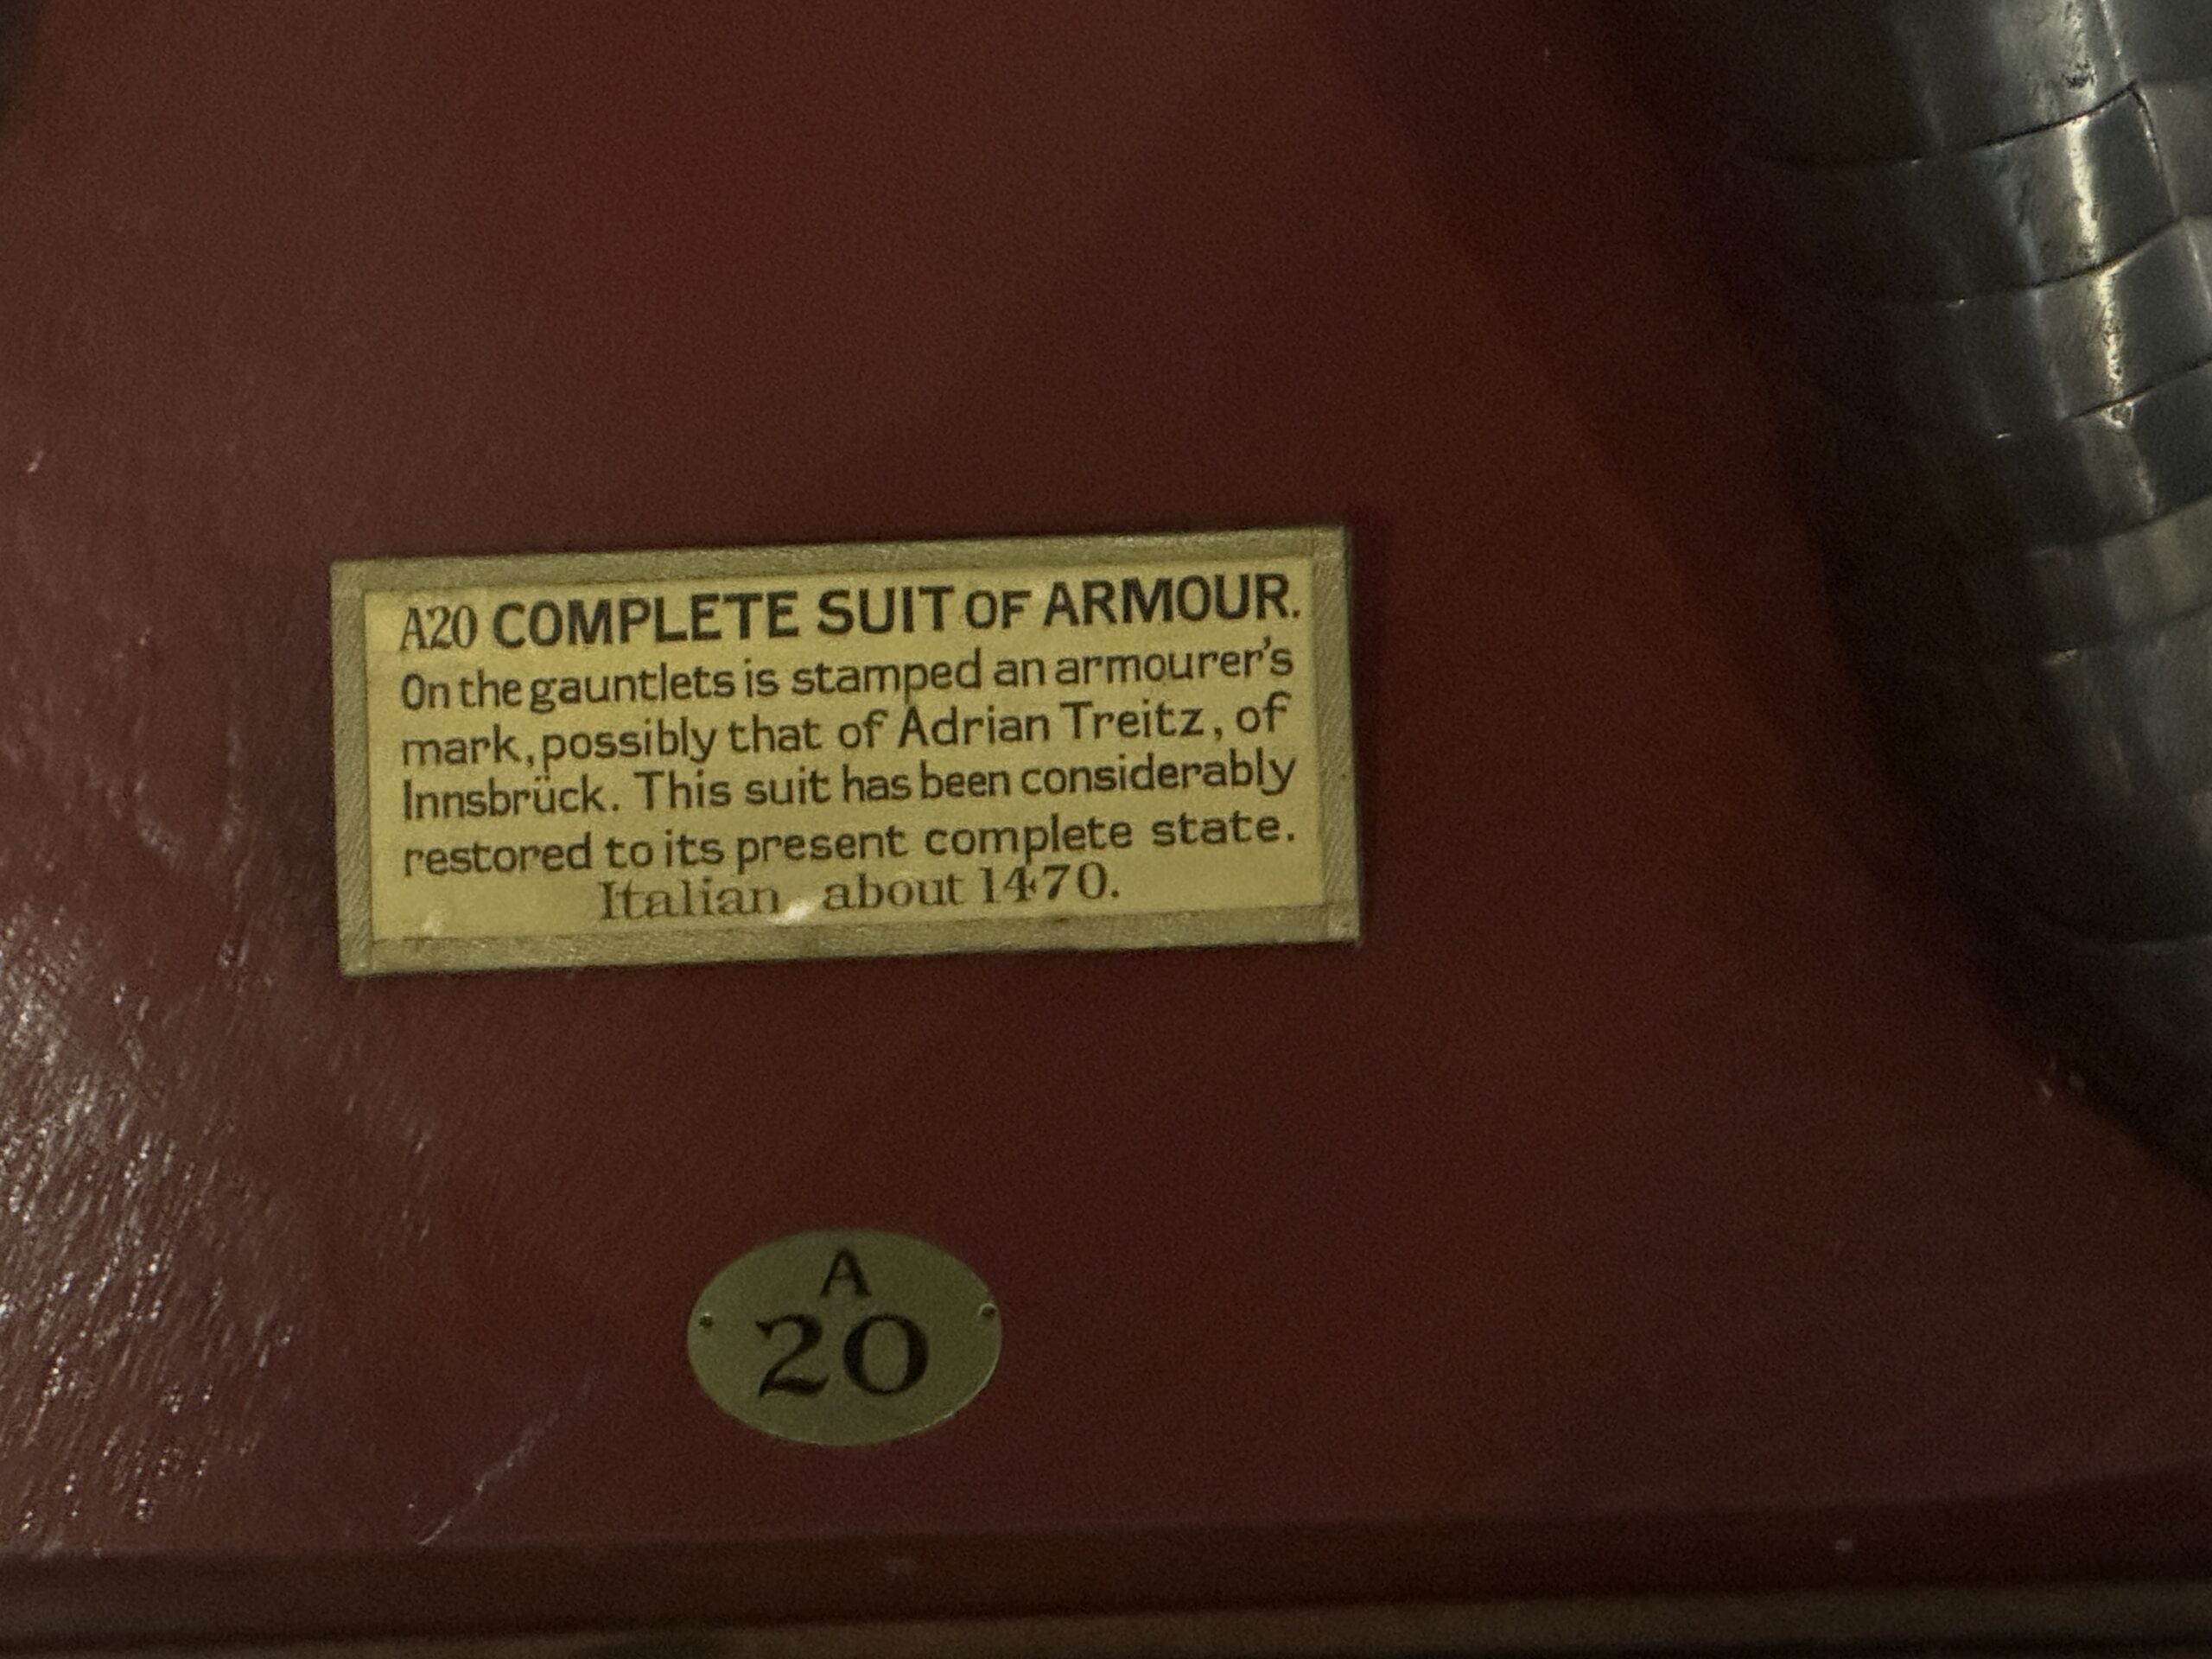 A20 COMPLETE SUIT OF ARMOUR.
On the gauntlets is stamped an armourer's
mark, possibly that of Adrian Treitz, of
Innsbrück. This suit has been considerably
restored to its present complete state.
Italian, about 1470.
A
20